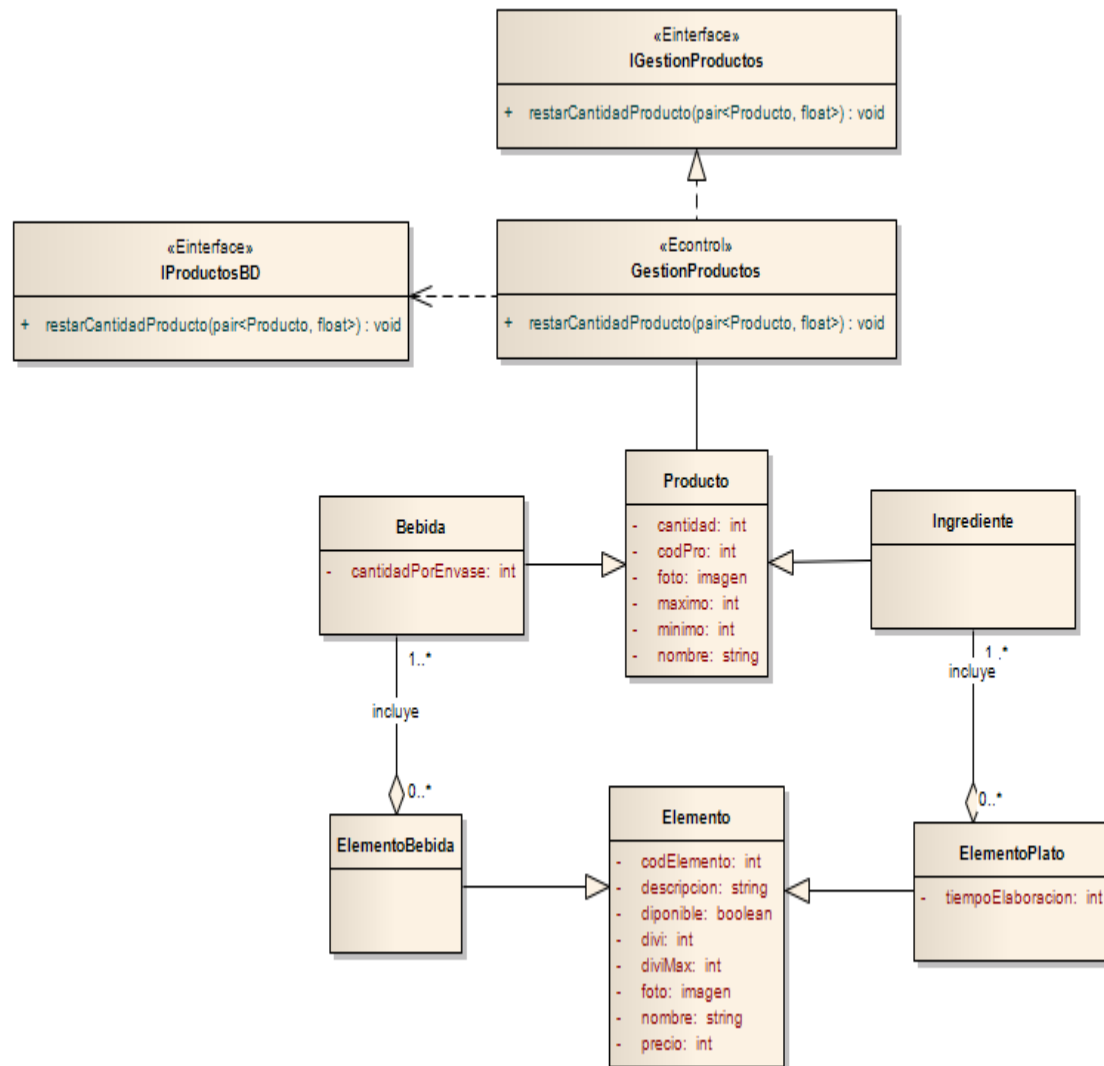 «Einterface»
IGestionProductos
+ restarCantidadProducto(pair<Producto, float>) : void
«Einterface»
IProductosBD
+ restarCantidadProducto(pair<Producto, float>) : void
«Econtrol»
GestionProductos
+ restarCantidadProducto(pair<Producto, float>) : void
Bebida
- cantidadPorEnvase: int
Producto
- cantidad: int
- codPro: int
- foto: imagen
- maximo: int
- minimo: int
- nombre: string
Ingrediente
1..*
incluye
0..*
1..*
incluye
0..*
ElementoBebida
Elemento
- codElemento: int
- descripcion: string
- diponible: boolean
- divi: int
- diviMax: int
- foto: imagen
- nombre: string
- precio: int
ElementoPlato
- tiempoElaboracion: int